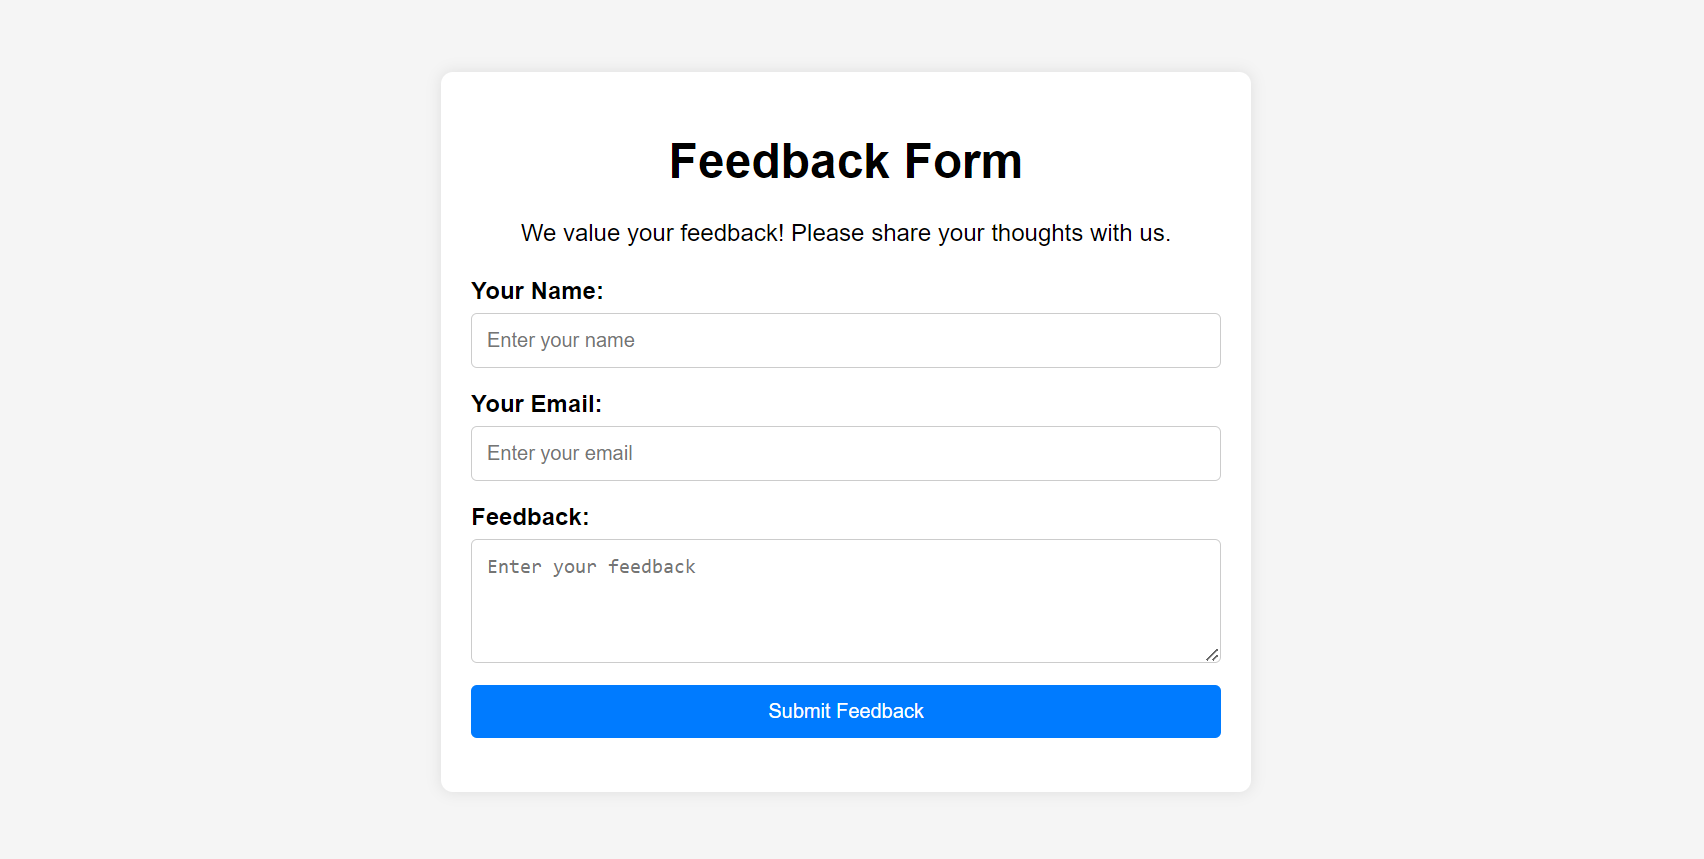 Feedback Form
We value your feedback! Please share your thoughts with us.
Your Name:
Enter your name
Your Email:
Enter your email
Feedback:
Enter your feedback
Submit Feedback